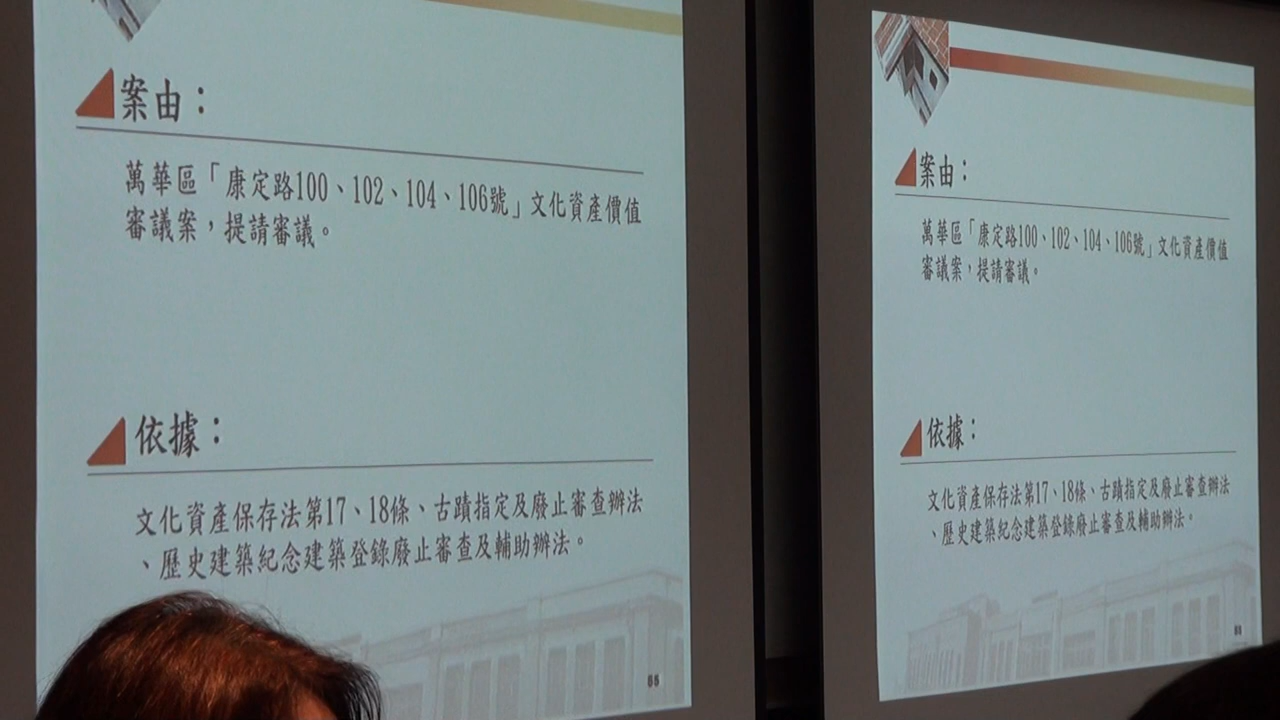 案由：
萬華區「康定路100、102、104、106號」文化資產價值
審議案，提請審議。
依據：
文化資產保存法第17、18條、古蹟指定及廢止審查辦法
、歷史建築紀念建築登錄廢止審查及輔助辦法。
案由：
萬華區「康定路100、102、104、106號」文化資產價值
審議案，提請審議。
依據：
文化資產保存法第17、18條、古蹟指定及廢止審查辦法
、歷史建築紀念建築登錄廢止審查及輔助辦法。